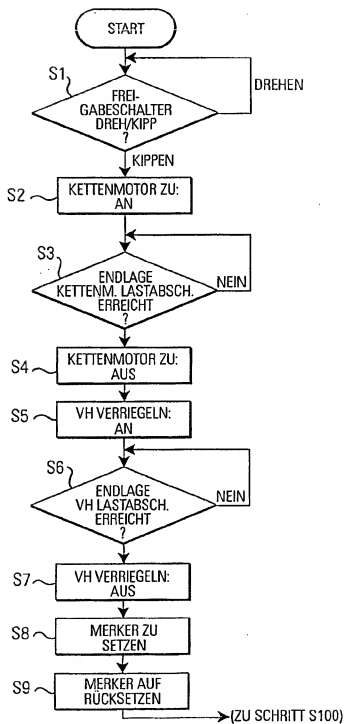 START
S1
FREI-
GABESCHALTER
DREH/KIPP
?
DREHEN
KIPPEN
S2
KETTENMOTOR ZU:
AN
S3
ENDLAGE
KETTENM. LASTABSCH.
ERREICHT
?
NEIN
S4
KETTENMOTOR ZU:
AUS
S5
VH VERRIEGELN:
AN
S6
ENDLAGE
VH LASTABSCH.
ERREICHT
?
NEIN
S7
VH VERRIEGELN:
AUS
S8
MERKER ZU
SETZEN
S9
MERKER AUF
RÜCKSETZEN
(ZU SCHRITT S100)